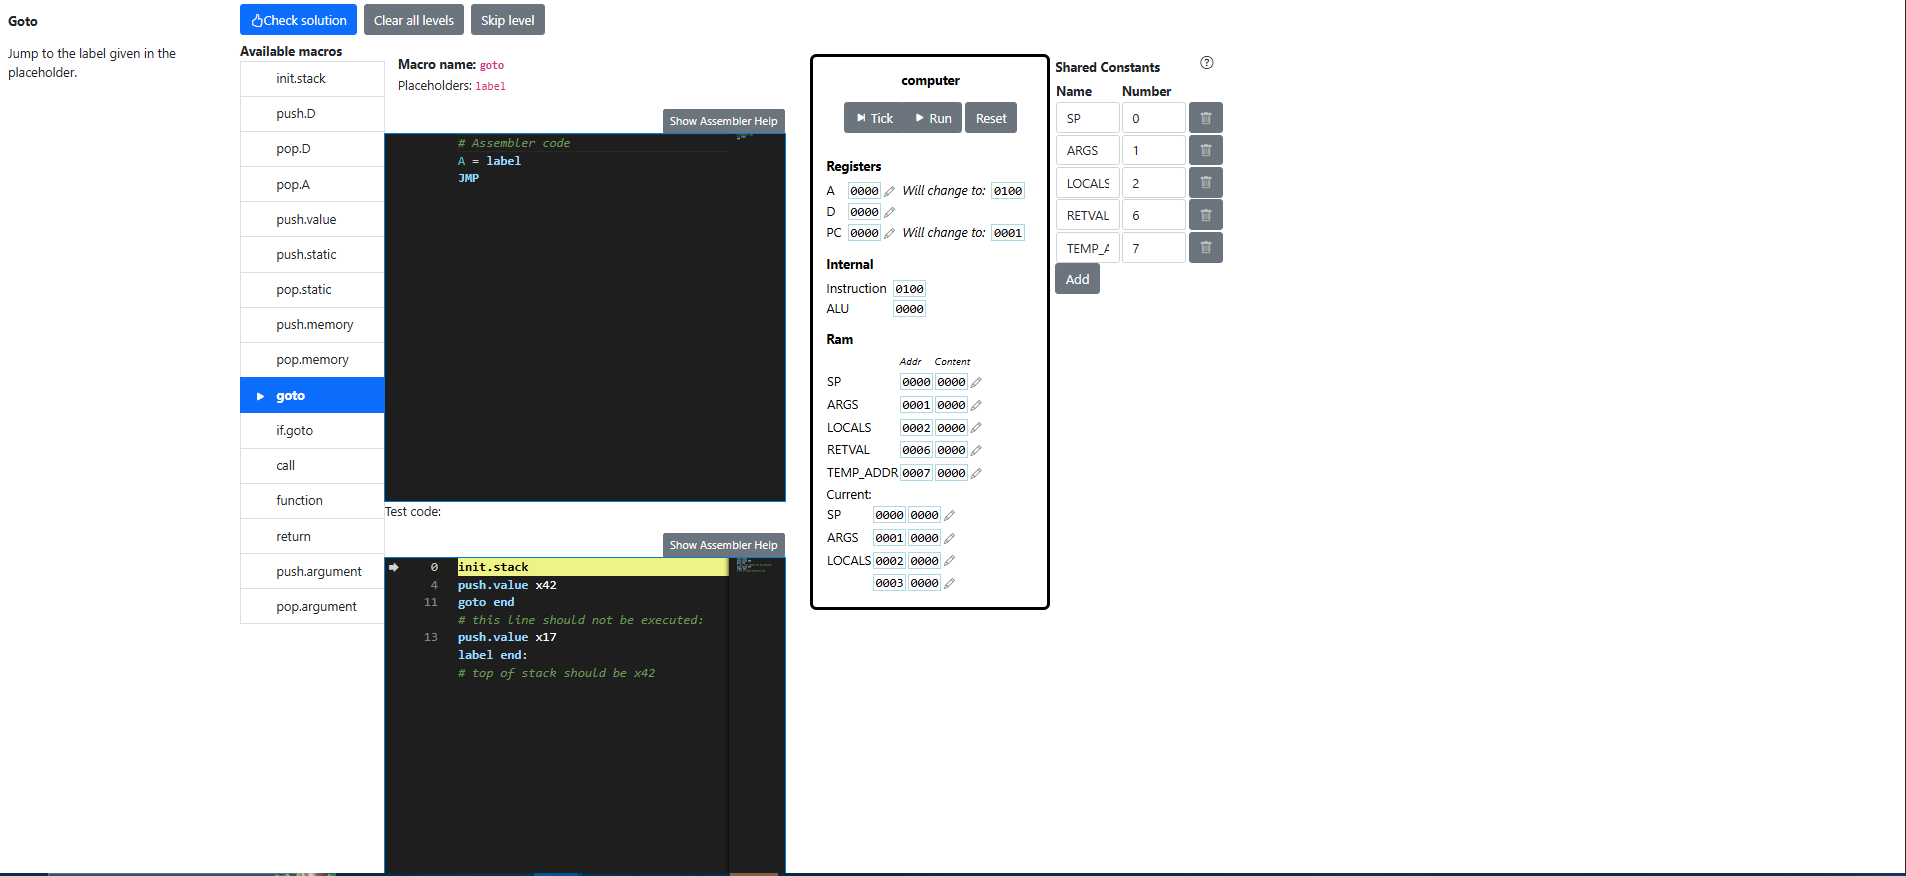 Goto
Jump to the label given in the
placeholder.
Check solution
Clear all levels
Skip level
Available macros
init.stack
push.D
pop.D
pop.A
push.value
push.static
pop.static
push.memory
pop.memory
goto
if.goto
call
function
return
push.argument
pop.argument
Macro name: goto
Placeholders: label
Show Assembler Help
# Assembler code
A = label
JMP
Test code:
Show Assembler Help
0 init.stack
4 push.value x42
11 goto end
# this line should not be executed:
13 push.value x17
label end:
# top of stack should be x42
computer
Tick
Run
Reset
Registers
A 0000 Will change to: 0100
D 0000
PC 0000 Will change to: 0001
Internal
Instruction 0100
ALU 0000
Ram
Addr Content
SP 0000 0000
ARGS 0001 0000
LOCALS 0002 0000
RETVAL 0006 0000
TEMP_ADDR 0007 0000
Current:
SP 0000 0000
ARGS 0001 0000
LOCALS 0002 0000
0003 0000
Shared Constants ?
Name Number
SP 0
ARGS 1
LOCALS 2
RETVAL 6
TEMP_A 7
Add